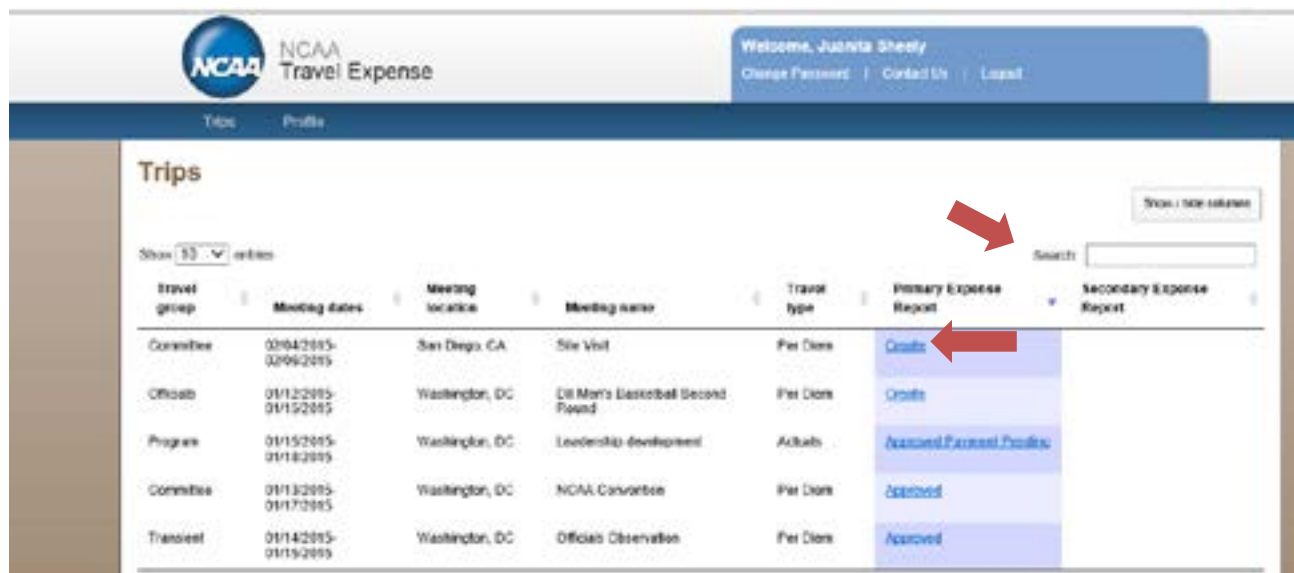 NCAA
NCAA
Travel Expense
Welcome, Juanita Sheely
Change Password | Contact Us | Logout
Trips Profile
Trips
Show / hide columns
Show 10 entries
Search:
Travel group Meeting dates Meeting location Meeting name Travel type Primary Expense Report Secondary Expense Report
Committee 02/04/2015- San Diego, CA Site Visit Per Diem Create
02/06/2015
Officials 01/12/2015- Washington, DC Men's Basketball Second Per Diem Create
01/15/2015 Round
Program 01/15/2015- Washington, DC Leadership development Actuals Approved Payment Pending
01/18/2015
Committee 01/13/2015- Washington, DC NCAA Convention Per Diem Approved
01/17/2015
Transient 01/14/2015- Washington, DC Officials Observation Per Diem Approved
01/15/2015